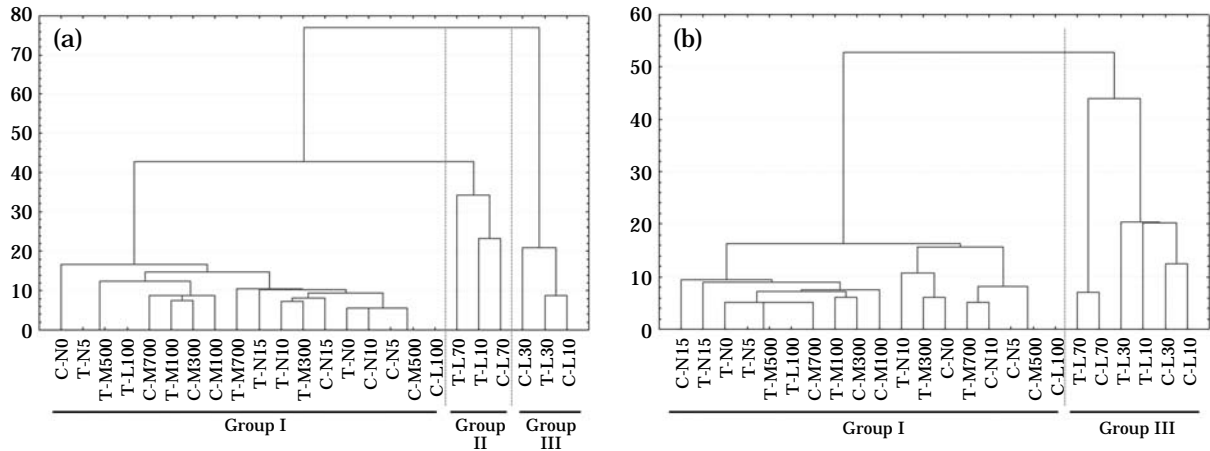 (a)
80
70
60
50
40
30
20
10
0
C-N0
T-N5
T-M500
T-L100
C-M700
T-M100
C-M300
C-M100
T-M700
T-N15
T-N10
T-M300
C-N15
T-N0
C-N10
C-N5
C-M500
C-L100
T-L70
T-L10
C-L70
C-L30
T-L30
C-L10
Group I
Group
II
Group
III
(b)
60
50
40
30
20
10
0
C-N15
T-N15
T-N0
T-N5
T-M500
T-L100
C-M700
C-M100
C-M300
T-M100
T-N10
T-M300
C-N0
T-M700
C-N10
C-N5
C-M500
C-L100
T-L70
C-L70
T-L30
T-L10
C-L30
C-L10
Group I
Group III